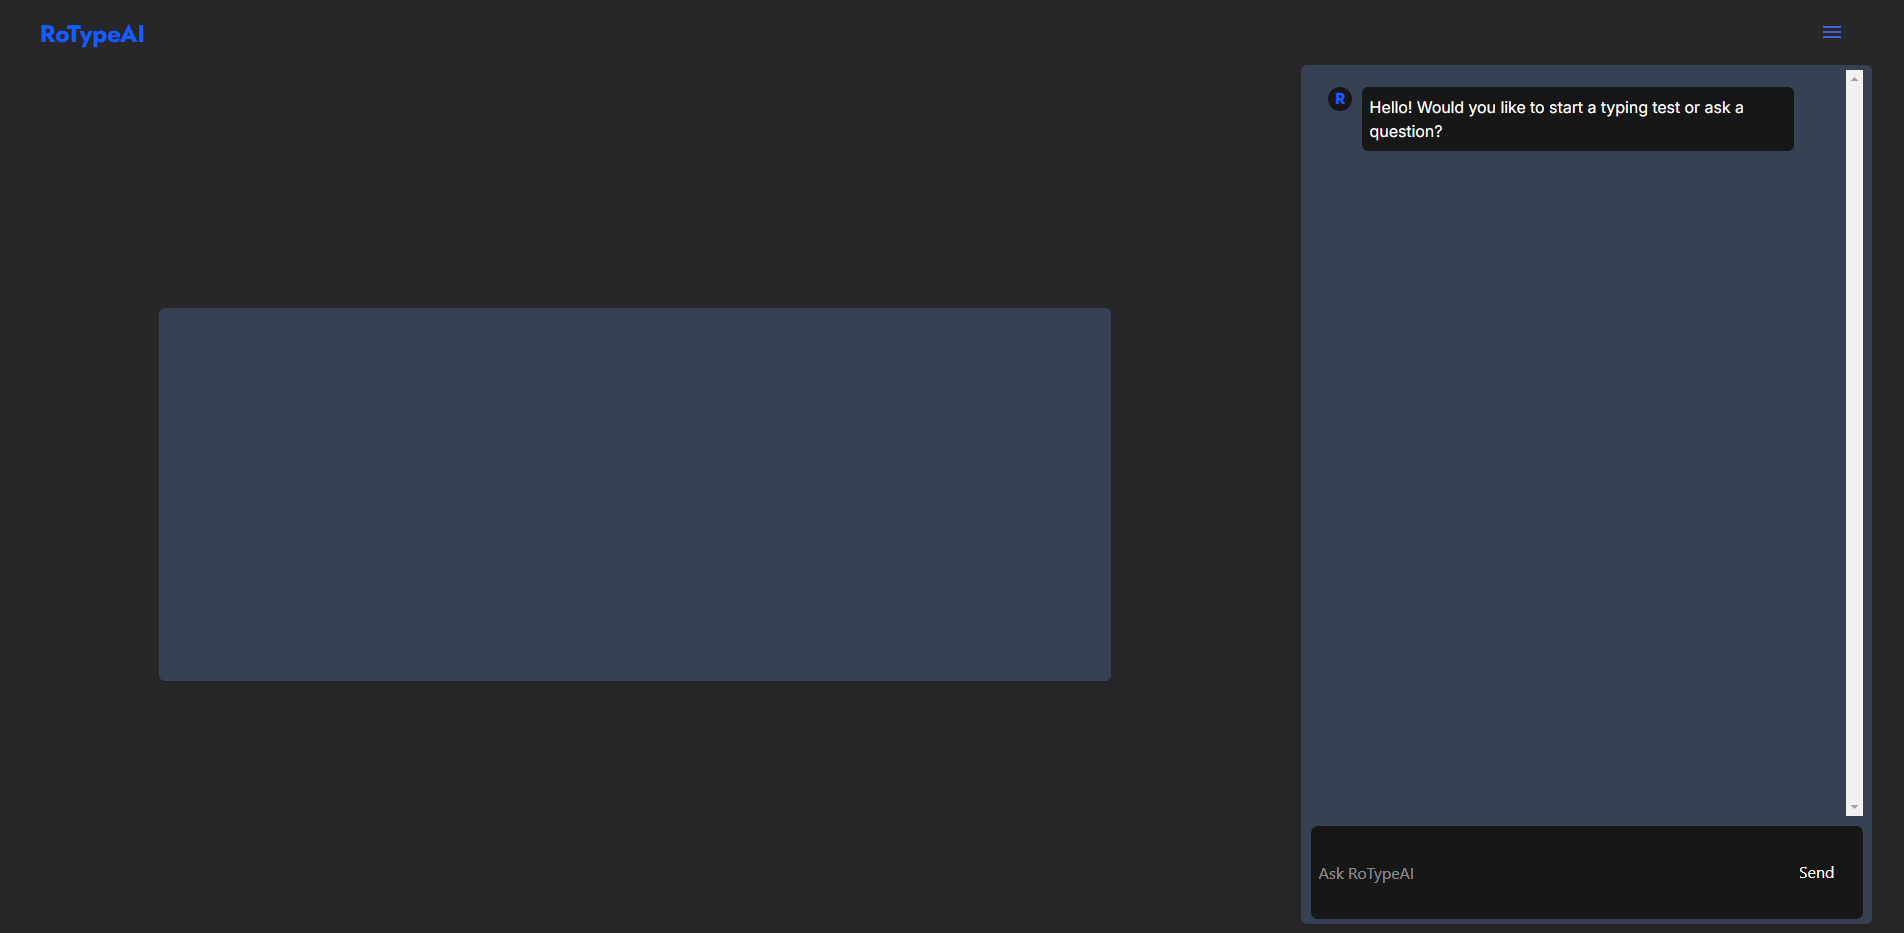 RoTypeAI
R
Hello! Would you like to start a typing test or ask a
question?
Ask RoTypeAI
Send